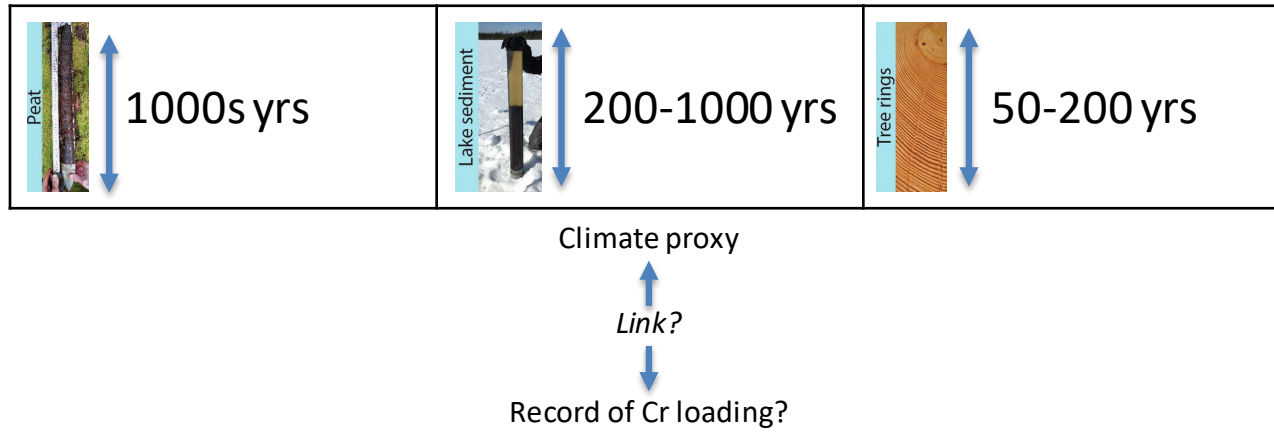 Peat
1000s yrs
Lake sediment
200-1000 yrs
Tree rings
50-200 yrs
Climate proxy
Link?
Record of Cr loading?